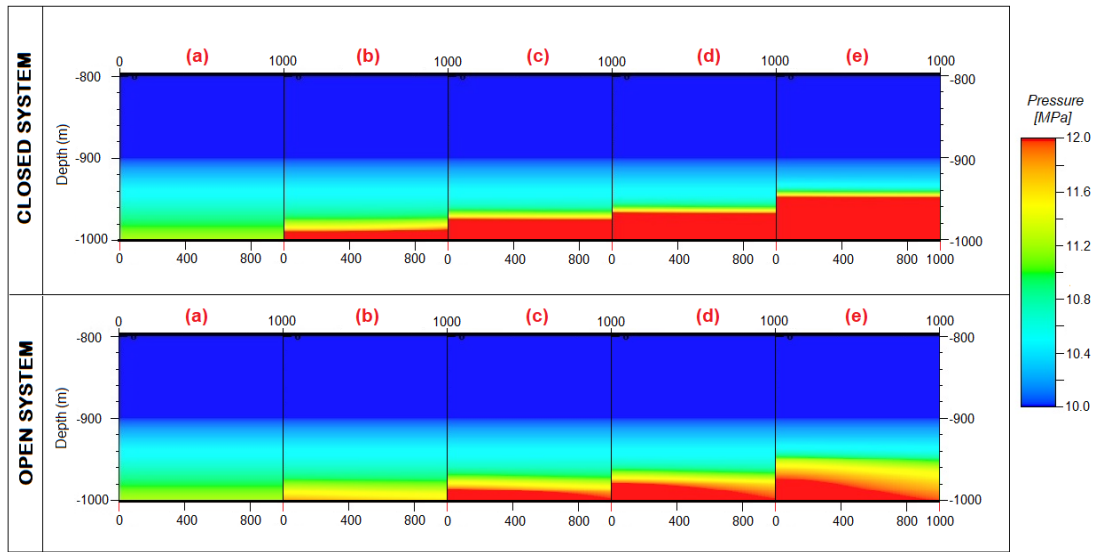 CLOSED SYSTEM
(a) (b) (c) (d) (e)
0 1000 1000 1000 1000 1000
-800 -800
-900 -900
Depth (m)
-1000 -1000
0 400 800 0 400 800 0 400 800 0 400 800 0 400 800 1000
OPEN SYSTEM
(a) (b) (c) (d) (e)
0 1000 1000 1000 1000 1000
-800 -800
-900 -900
Depth (m)
-1000 -1000
0 400 800 0 400 800 0 400 800 0 400 800 0 400 800 1000
Pressure
[MPa]
12.0
11.6
11.2
10.8
10.4
10.0